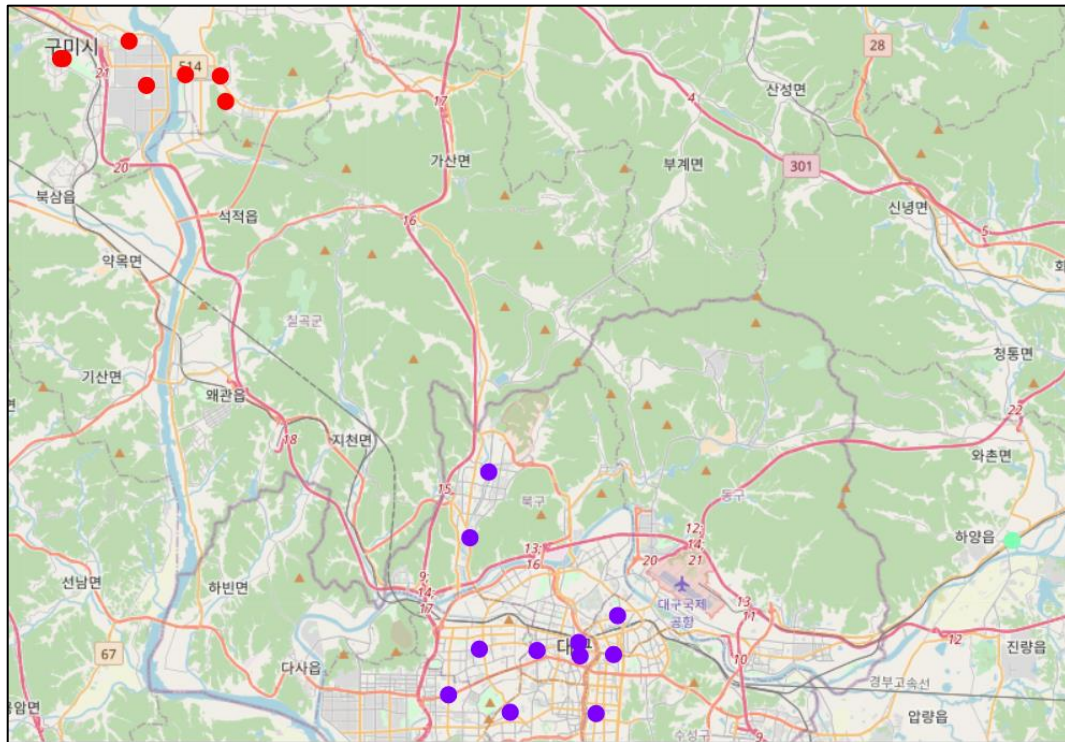 구미시
21
514
28
산성면
17
4
가산면
부계면
301
20
북삼읍
석적읍
신녕면
16
5
약목면
칠곡군
청통면
기산면
왜관읍
22
18
지천면
와촌면
15
북구
동구
12
13
14
하양읍
16
20
21
9
14
17
선남면
하빈면
대구국제
공항
13
11
12
67
다사읍
진량읍
10
경부고속선
압량읍
수성구
9